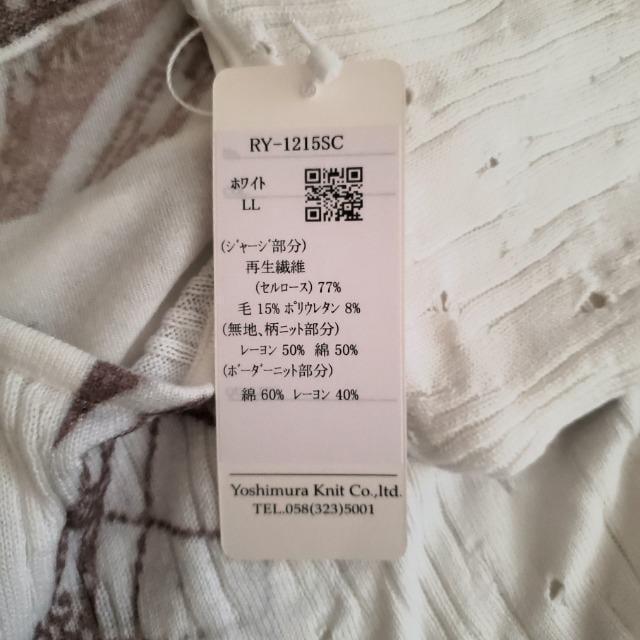 RY-1215SC
ホワイト
LL
(ジャージ部分)
再生繊維
(セルロース) 77%
毛 15% ポリウレタン 8%
(無地、柄ニット部分)
レーヨン 50% 綿 50%
(ボーダーニット部分)
綿 60% レーヨン 40%
Yoshimura Knit Co.,ltd.
TEL.058(323)5001